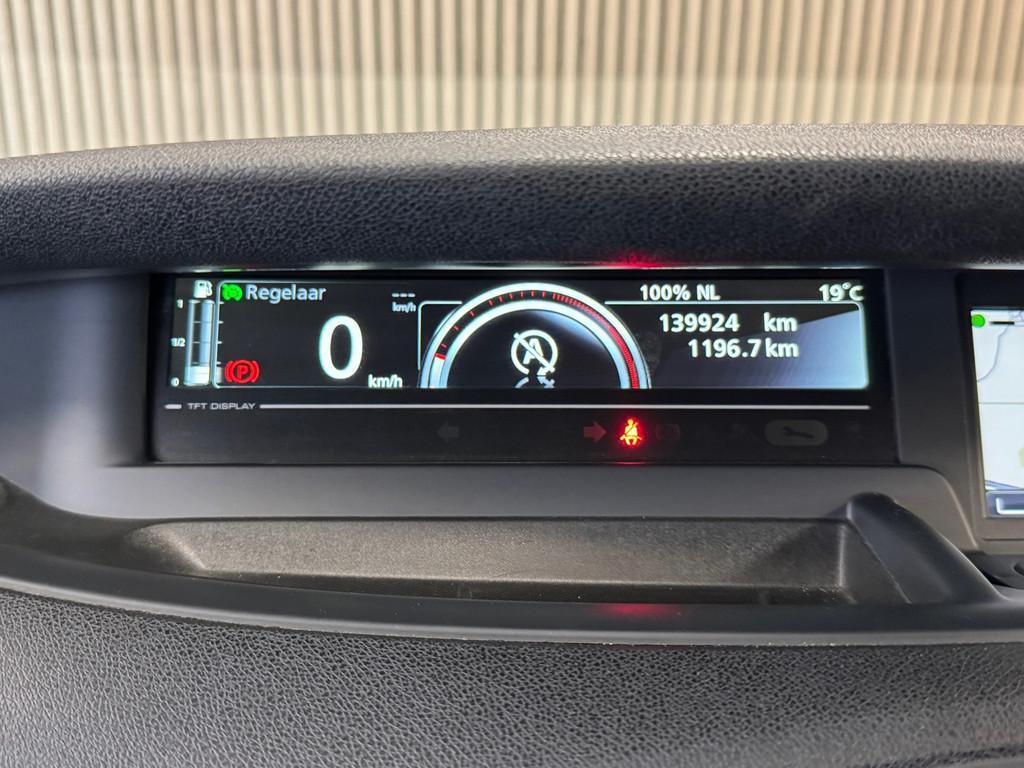 Regelaar
---
km/h
100% NL
19°C
1
1/2
0
0
km/h
139924 km
1196.7 km
P
A
TFT DISPLAY